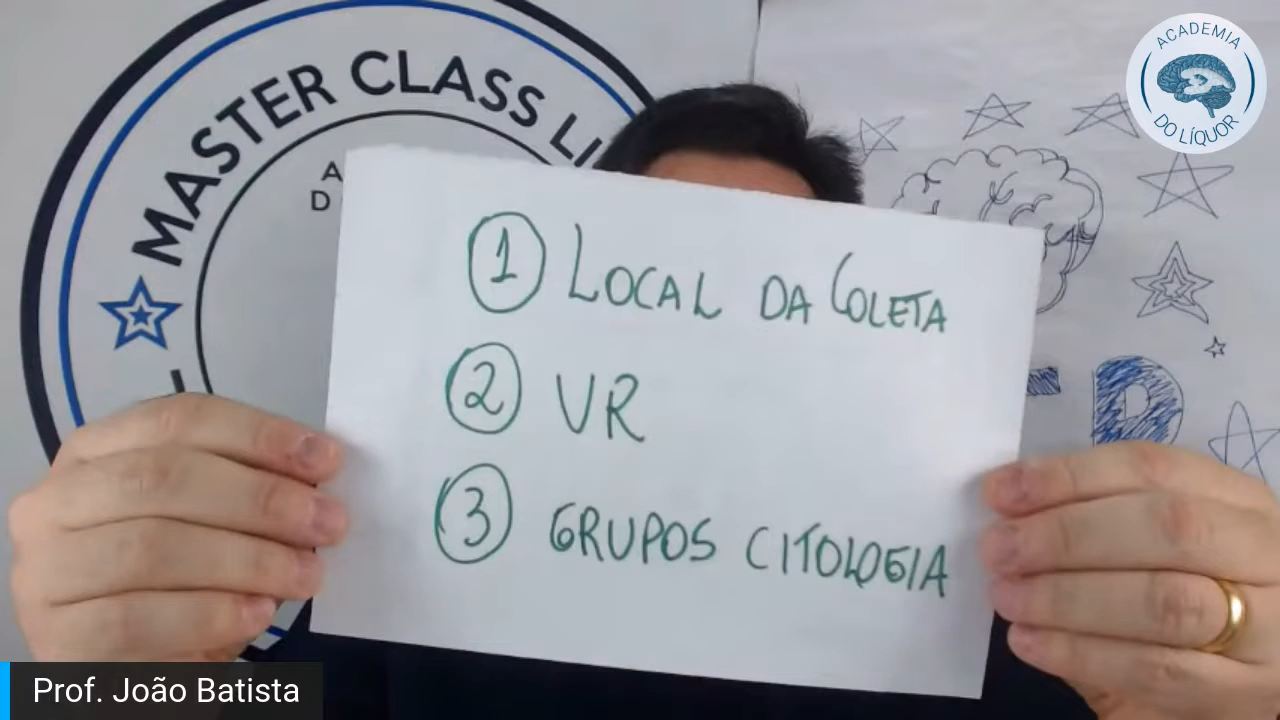 MASTER CLASS LI
A
D
ACADEMIA
DO LÍQUOR
1 LOCAL DA COLETA
2 VR
3 GRUPOS CITOLOGIA
D
Prof. João Batista